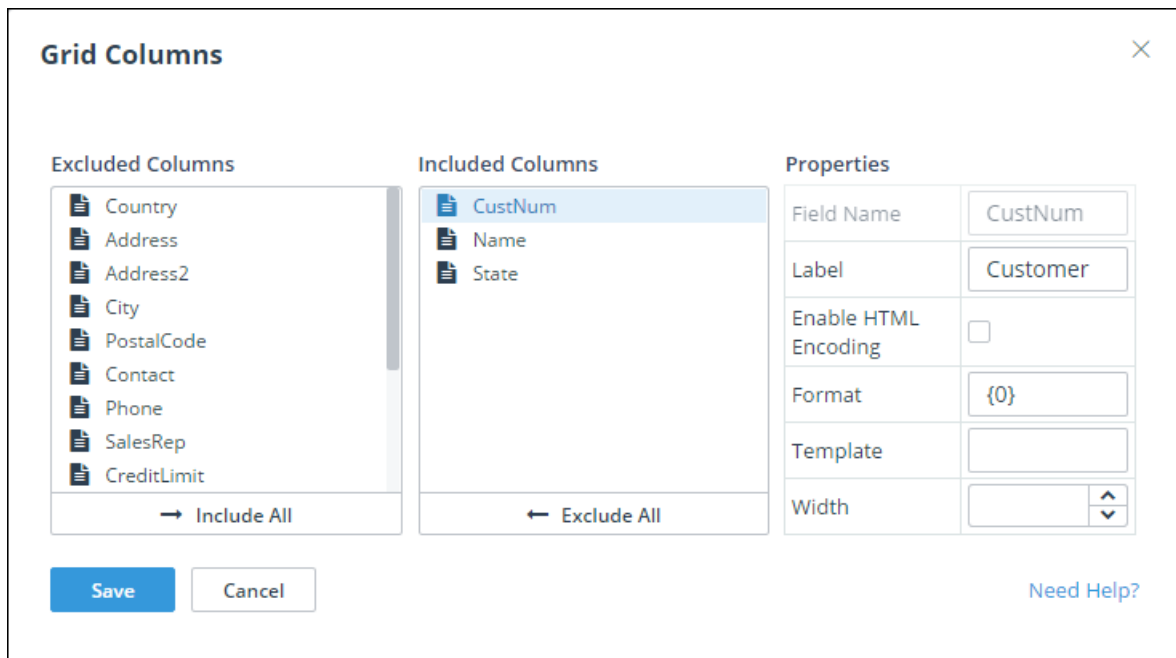 Grid Columns
Excluded Columns
Country
Address
Address2
City
PostalCode
Contact
Phone
SalesRep
CreditLimit
Include All
Included Columns
CustNum
Name
State
Exclude All
Properties
Field Name CustNum
Label Customer
Enable HTML
Encoding
Format {0}
Template
Width
Save Cancel Need Help?